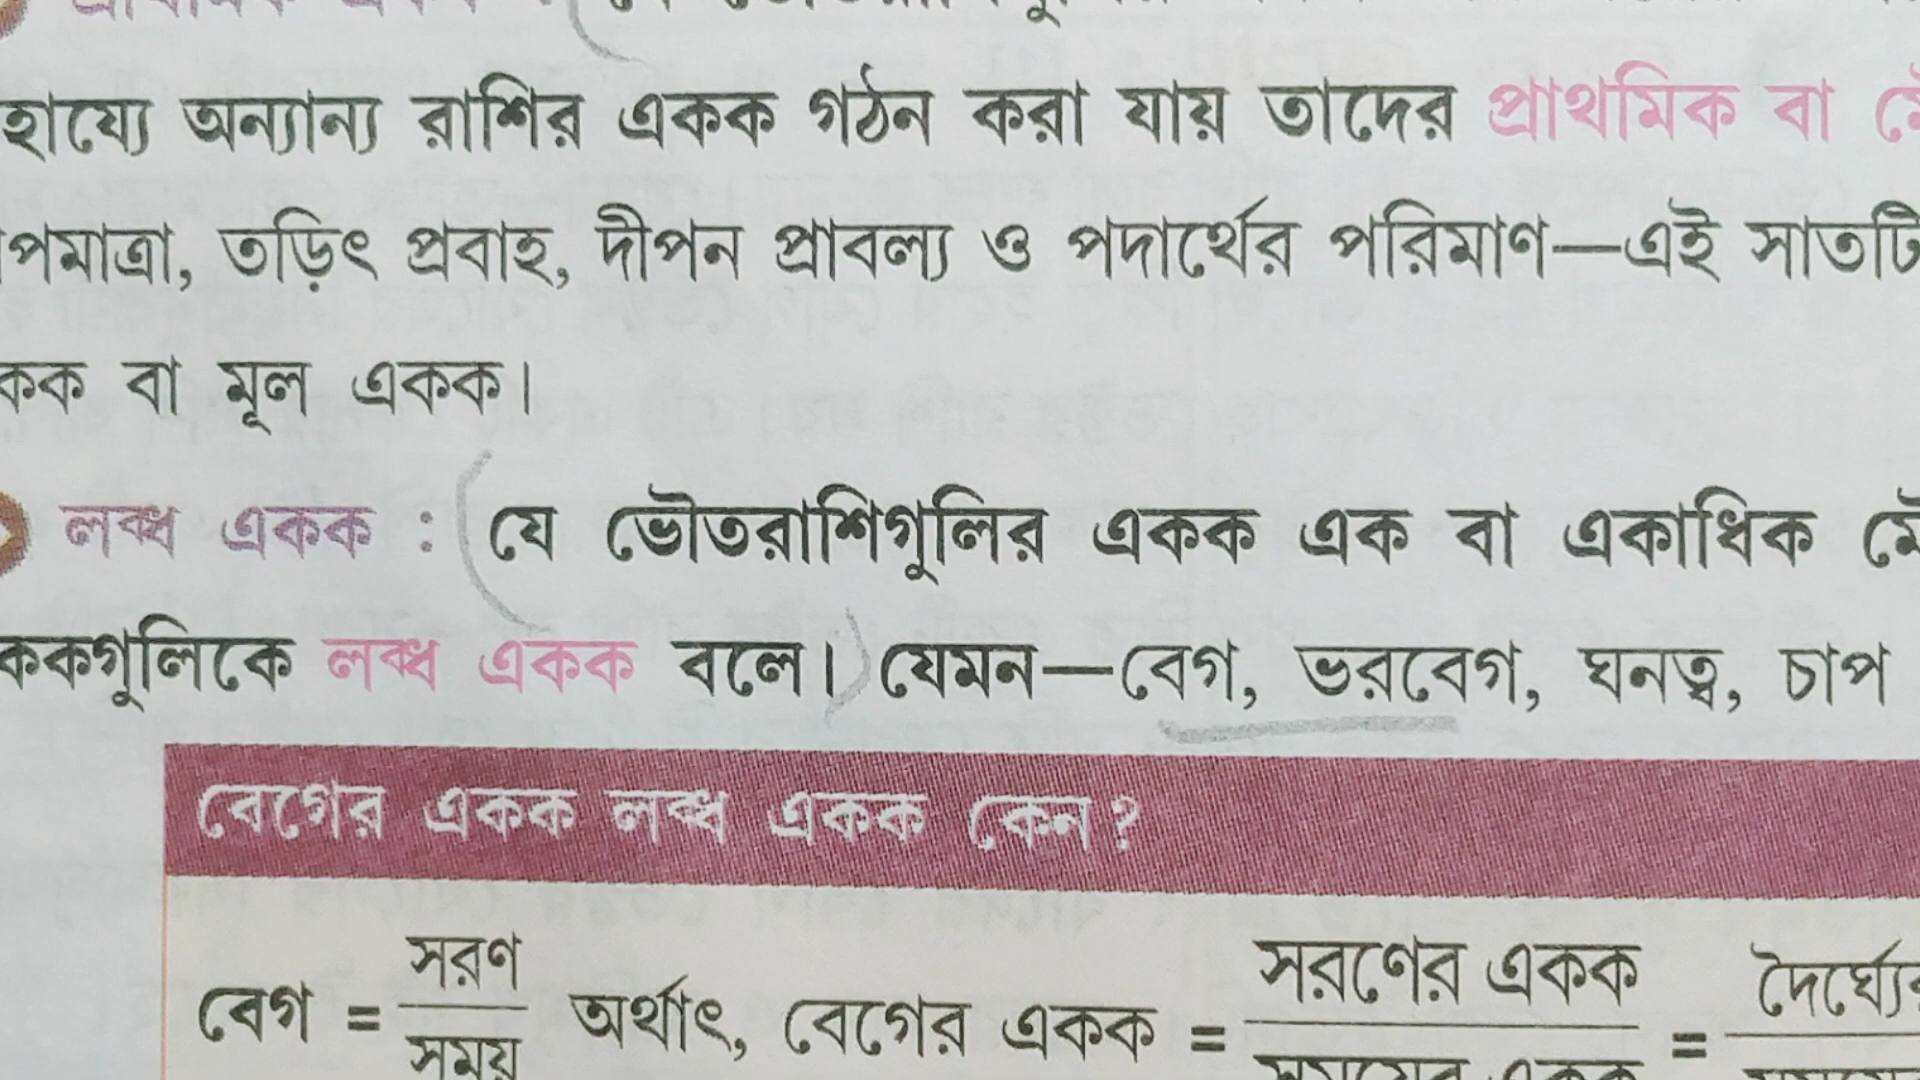 হায্যে অন্যান্য রাশির একক গঠন করা যায় তাদের প্রাথমিক বা
পমাত্রা, তড়িৎ প্রবাহ, দীপন প্রাবল্য ও পদার্থের পরিমাণ—এই সাতটি
কক বা মূল একক।
লব্ধ একক : যে ভৌতরাশিগুলির একক এক বা একাধিক
ককগুলিকে লব্ধ একক বলে। যেমন—বেগ, ভরবেগ, ঘনত্ব, চাপ
বেগের একক লব্ধ একক কেন?
বেগ = সরণ / সময় অর্থাৎ, বেগের একক = সরণের একক / সময়ের একক =